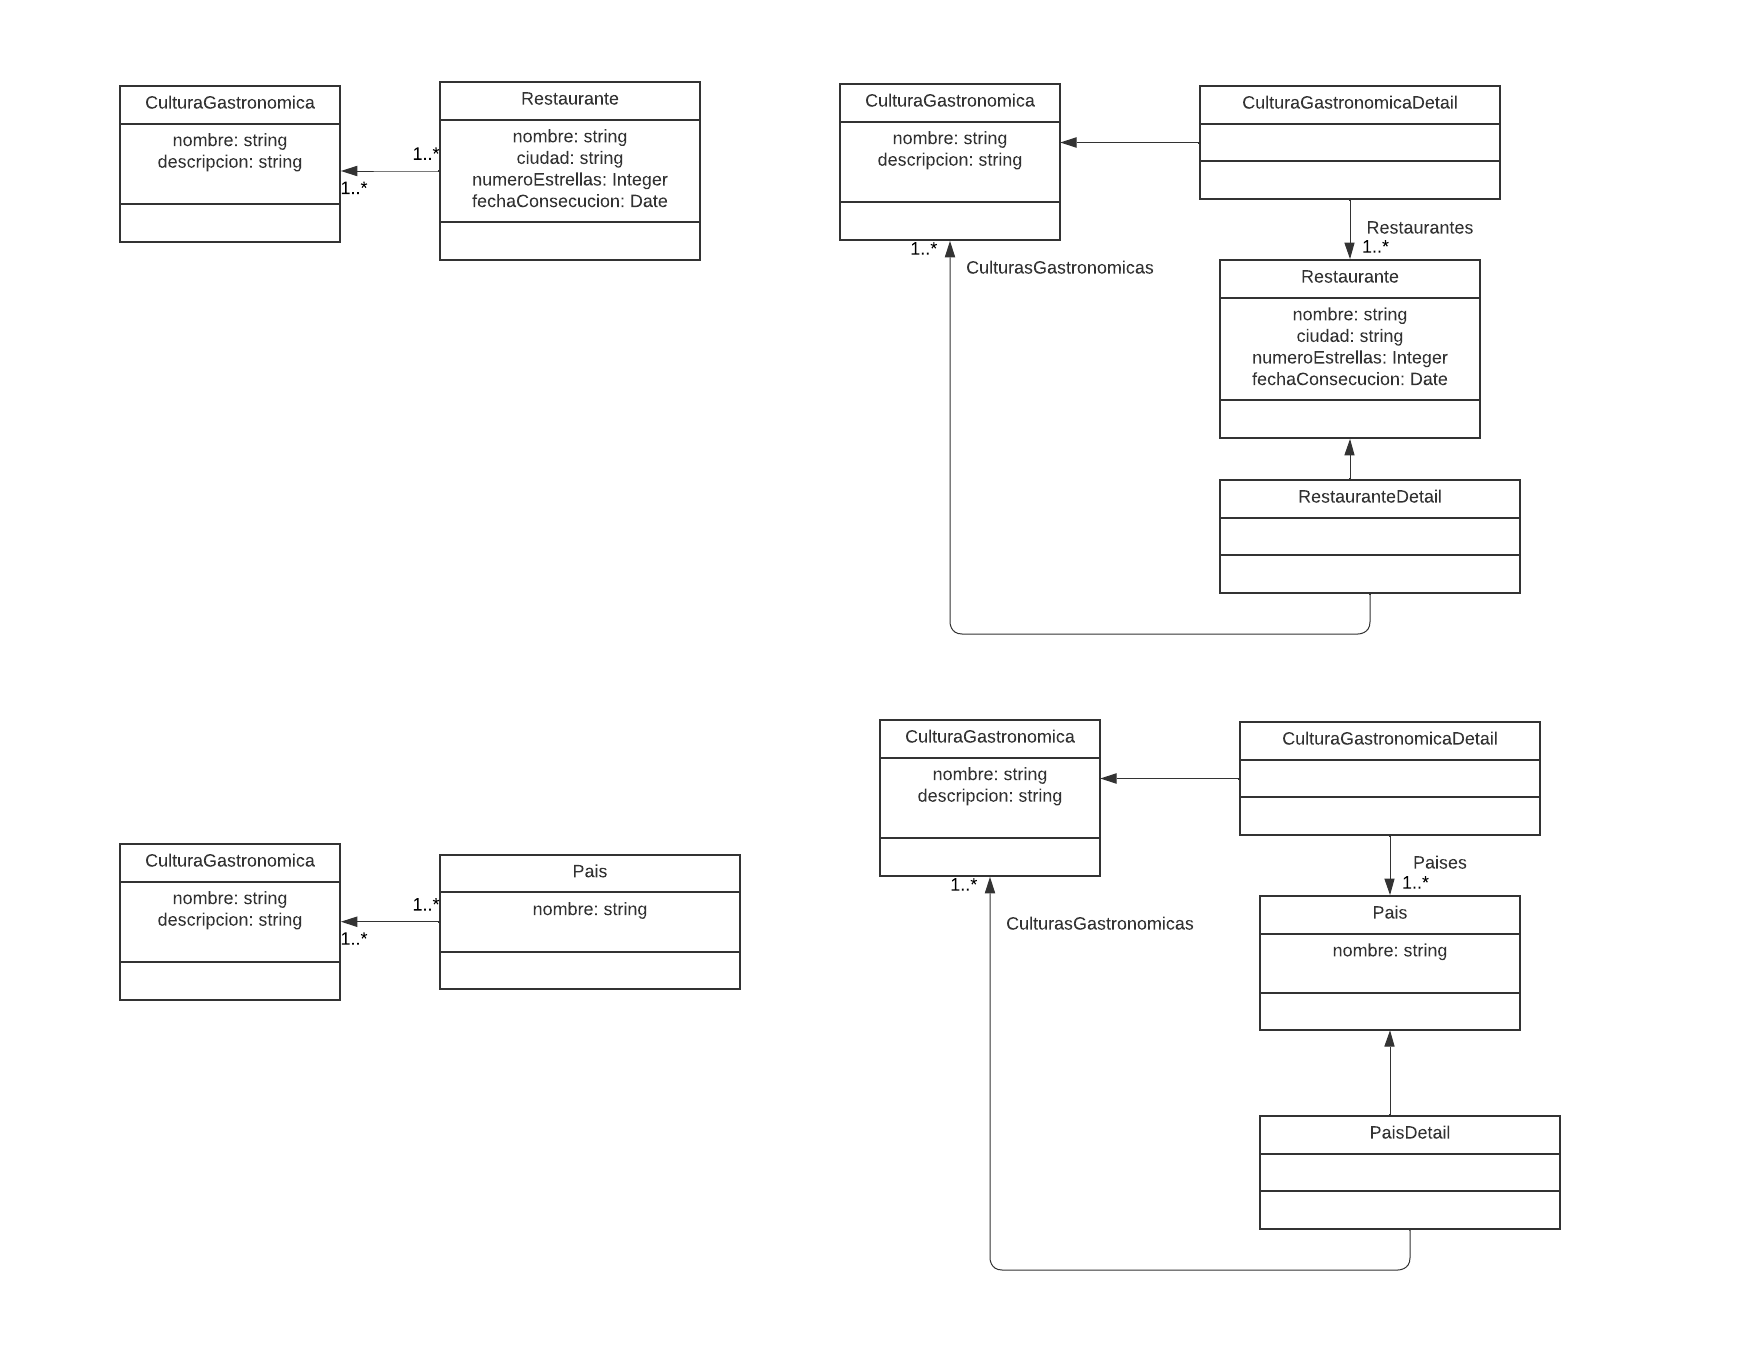 CulturaGastronomica
nombre: string
descripcion: string
1..*
1..*
Restaurante
nombre: string
ciudad: string
numeroEstrellas: Integer
fechaConsecucion: Date
CulturaGastronomica
nombre: string
descripcion: string
1..*
CulturasGastronomicas
CulturaGastronomicaDetail
Restaurantes
1..*
Restaurante
nombre: string
ciudad: string
numeroEstrellas: Integer
fechaConsecucion: Date
RestauranteDetail
CulturaGastronomica
nombre: string
descripcion: string
1..*
1..*
Pais
nombre: string
CulturaGastronomica
nombre: string
descripcion: string
1..*
CulturasGastronomicas
CulturaGastronomicaDetail
Paises
1..*
Pais
nombre: string
PaisDetail